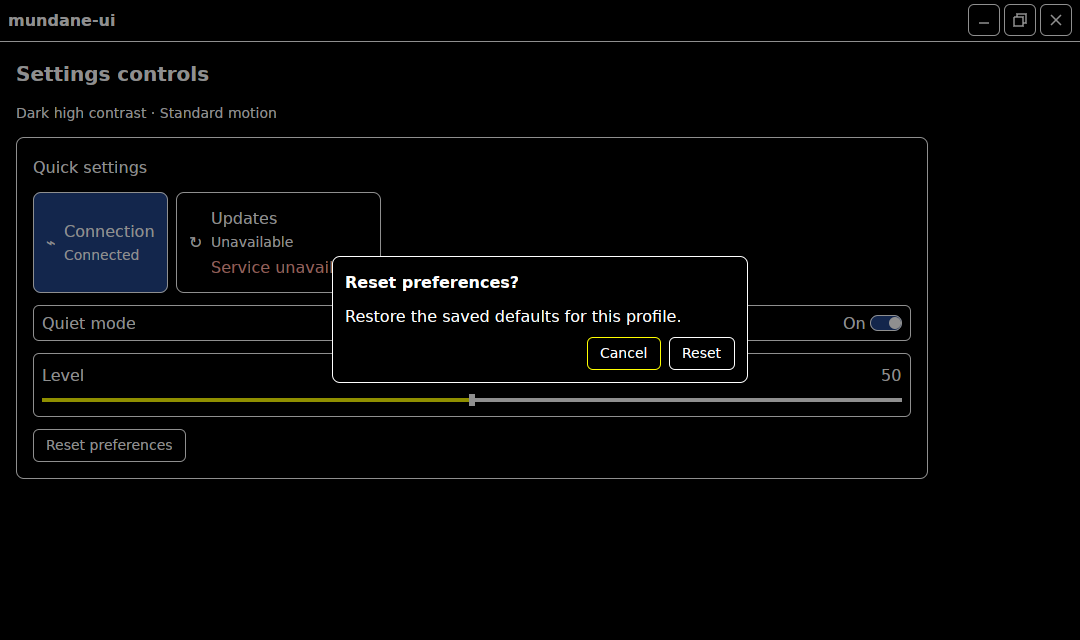 mundane-ui
Settings controls
Dark high contrast · Standard motion
Quick settings
Connection
Connected
Updates
Unavailable
Service
Reset preferences?
Restore the saved defaults for this profile.
Cancel Reset
Quiet mode On
Level 50
Reset preferences